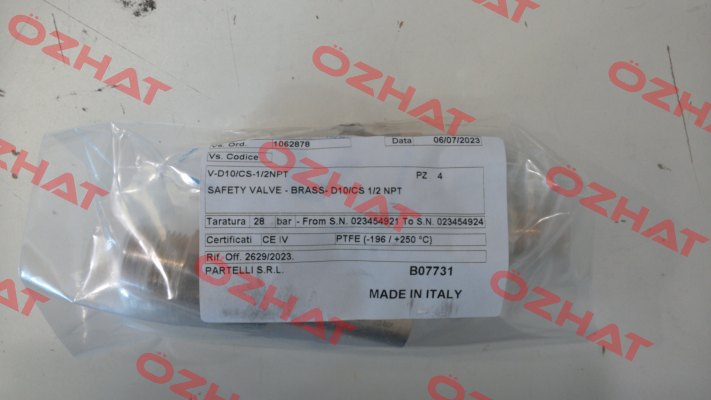 Vs. Ord. 1062878 Data 06/07/2023
Vs. Codice
V-D10/CS-1/2NPT PZ 4
SAFETY VALVE - BRASS- D10/CS 1/2 NPT
Taratura 28 bar - From S.N. 023454921 To S.N. 023454924
Certificati CE IV PTFE (-196 / +250 °C)
Rif. Off. 2629/2023.
PARTELLI S.R.L. B07731
MADE IN ITALY
ÖZHAT
ÖZHAT
ÖZHAT
ÖZHAT
ÖZHAT
ÖZHAT
ÖZHAT
ÖZHAT